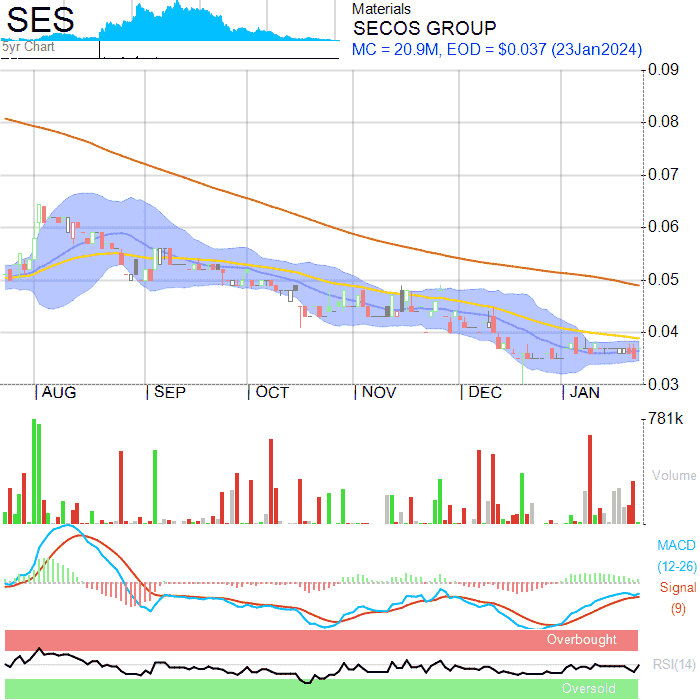 SES
5yr Chart
Materials
SECOS GROUP
MC = 20.9M, EOD = $0.037 (23Jan2024)
0.09
0.08
0.07
0.06
0.05
0.04
0.03
AUG SEP OCT NOV DEC JAN
781k
Volume
MACD
(12-26)
Signal
(9)
Overbought
RSI(14)
Oversold